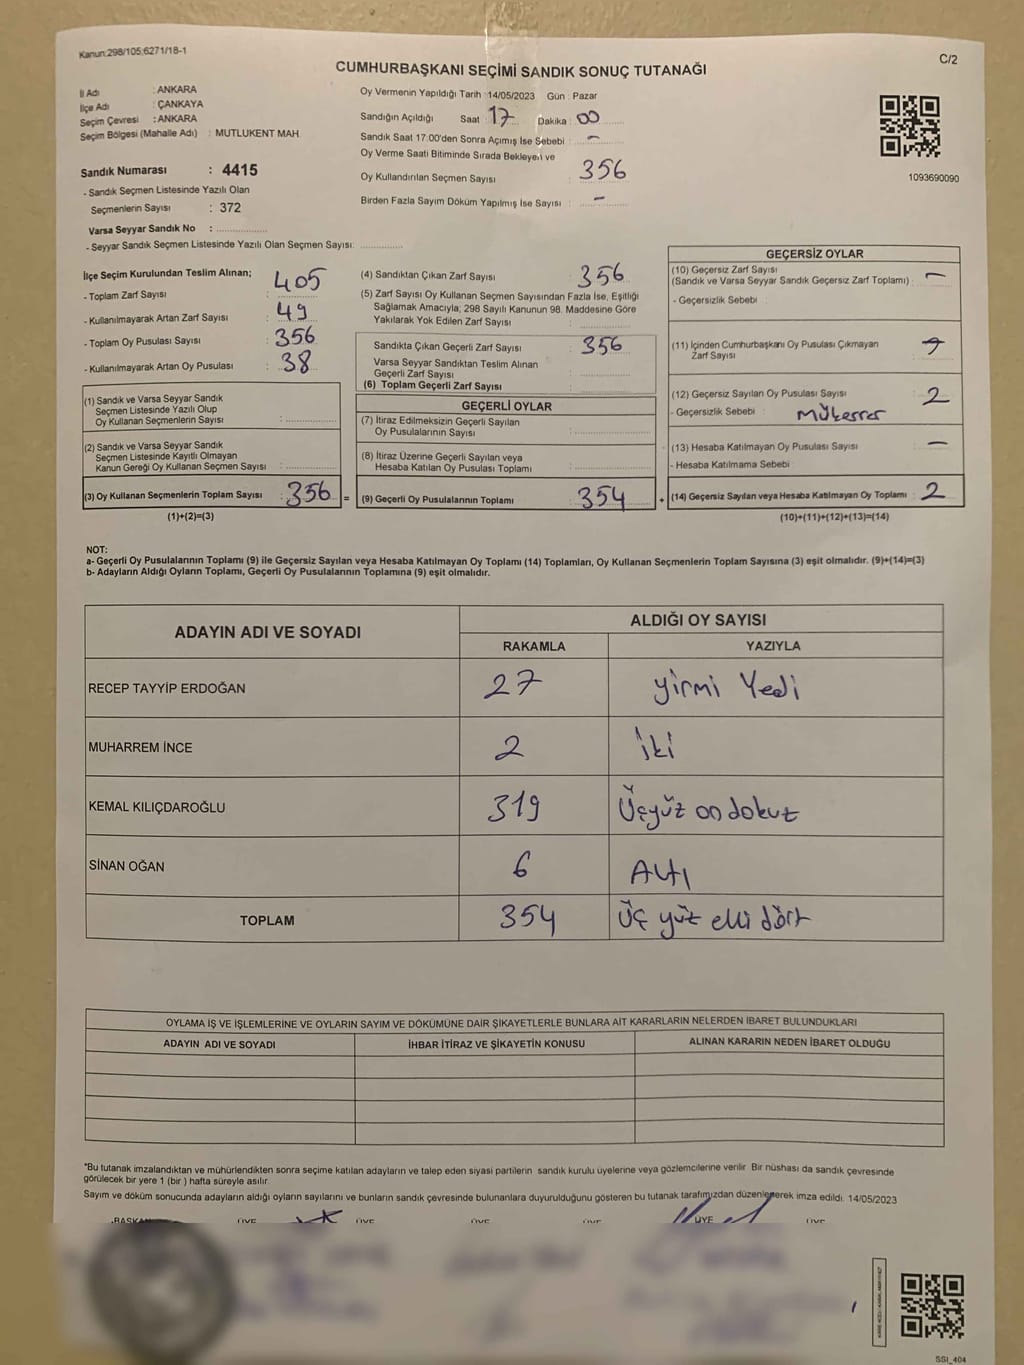 Kanun:298/105;6271/18-1
C/2
CUMHURBAŞKANI SEÇİMİ SANDIK SONUÇ TUTANAĞI
İl Adı : ANKARA
İlçe Adı : ÇANKAYA
Seçim Çevresi : ANKARA
Seçim Bölgesi (Mahalle Adı) : MUTLUKENT MAH.
Sandık Numarası : 4415
- Sandık Seçmen Listesinde Yazılı Olan
Seçmenlerin Sayısı : 372
Varsa Seyyar Sandık No :
- Seyyar Sandık Seçmen Listesinde Yazılı Olan Seçmen Sayısı:
Oy Vermenin Yapıldığı Tarih :14/05/2023 Gün : Pazar
Sandığın Açıldığı Saat : 17 Dakika : 00
Sandık Saat 17:00'den Sonra Açımış İse Sebebi : -
Oy Verme Saati Bitiminde Sırada Bekleyen ve
Oy Kullandırılan Seçmen Sayısı : 356
Birden Fazla Sayım Döküm Yapılmış İse Sayısı : -
1093690090
İlçe Seçim Kurulundan Teslim Alınan;
- Toplam Zarf Sayısı : 405
- Kullanılmayarak Artan Zarf Sayısı : 49
- Toplam Oy Pusulası Sayısı : 356
- Kullanılmayarak Artan Oy Pusulası : 38
(1) Sandık ve Varsa Seyyar Sandık
Seçmen Listesinde Yazılı Olup
Oy Kullanan Seçmenlerin Sayısı :
(2) Sandık ve Varsa Seyyar Sandık
Seçmen Listesinde Kayıtlı Olmayan
Kanun Gereği Oy Kullanan Seçmen Sayısı :
(3) Oy Kullanan Seçmenlerin Toplam Sayısı : 356 =
(1)+(2)=(3)
(4) Sandıktan Çıkan Zarf Sayısı : 356
(5) Zarf Sayısı Oy Kullanan Seçmen Sayısından Fazla İse, Eşitliği
Sağlamak Amacıyla, 298 Sayılı Kanunun 98. Maddesine Göre
Yakılarak Yok Edilen Zarf Sayısı :
Sandıkta Çıkan Geçerli Zarf Sayısı : 356
Varsa Seyyar Sandıktan Teslim Alınan
Geçerli Zarf Sayısı :
(6) Toplam Geçerli Zarf Sayısı :
GEÇERLİ OYLAR
(7) İtiraz Edilmeksizin Geçerli Sayılan
Oy Pusulalarının Sayısı :
(8) İtiraz Üzerine Geçerli Sayılan veya
Hesaba Katılan Oy Pusulası Toplamı :
(9) Geçerli Oy Pusulalarının Toplamı : 354 +
GEÇERSİZ OYLAR
(10) Geçersiz Zarf Sayısı
(Sandık ve Varsa Seyyar Sandık Geçersiz Zarf Toplamı) : -
- Geçersizlik Sebebi :
(11) İçinden Cumhurbaşkanı Oy Pusulası Çıkmayan
Zarf Sayısı :
(12) Geçersiz Sayılan Oy Pusulası Sayısı : 2
- Geçersizlik Sebebi : Mükerrer
(13) Hesaba Katılmayan Oy Pusulası Sayısı : -
- Hesaba Katılmama Sebebi :
(14) Geçersiz Sayılan veya Hesaba Katılmayan Oy Toplamı : 2
(10)+(11)+(12)+(13)=(14)
NOT:
a- Geçerli Oy Pusulalarının Toplamı (9) ile Geçersiz Sayılan veya Hesaba Katılmayan Oy Toplamı (14) Toplamları, Oy Kullanan Seçmenlerin Toplam Sayısına (3) eşit olmalıdır. (9)+(14)=(3)
b- Adayların Aldığı Oyların Toplamı, Geçerli Oy Pusulalarının Toplamına (9) eşit olmalıdır.
ADAYIN ADI VE SOYADI ALDIĞI OY SAYISI
RAKAMLA YAZIYLA
RECEP TAYYİP ERDOĞAN 27 Yirmi Yedi
MUHARREM İNCE 2 İki
KEMAL KILIÇDAROĞLU 319 Üçyüz on dokuz
SİNAN OĞAN 6 Altı
TOPLAM 354 Üç yüz elli dört
OYLAMA İŞ VE İŞLEMLERİNE VE OYLARIN SAYIM VE DÖKÜMÜNE DAİR ŞİKAYETLERLE BUNLARA AİT KARARLARIN NELERDEN İBARET BULUNDUKLARI
ADAYIN ADI VE SOYADI İHBAR İTİRAZ VE ŞİKAYETİN KONUSU ALINAN KARARIN NEDEN İBARET OLDUĞU
*Bu tutanak imzalandıktan ve mühürlendikten sonra seçime katılan adayların ve talep eden siyasi partilerin sandık kurulu üyelerine veya gözlemcilerine verilir. Bir nüshası da sandık çevresinde
görülecek bir yere 1 (bir ) hafta süreyle asılır.
Sayım ve döküm sonucunda adayların aldığı oyların sayılarını ve bunların sandık çevresinde bulunanlara duyurulduğunu gösteren bu tutanak tarafımızdan düzenlenerek imza edildi. 14/05/2023
BAŞKAN ÜYE ÜYE ÜYE ÜYE ÜYE ÜYE
SSI_404